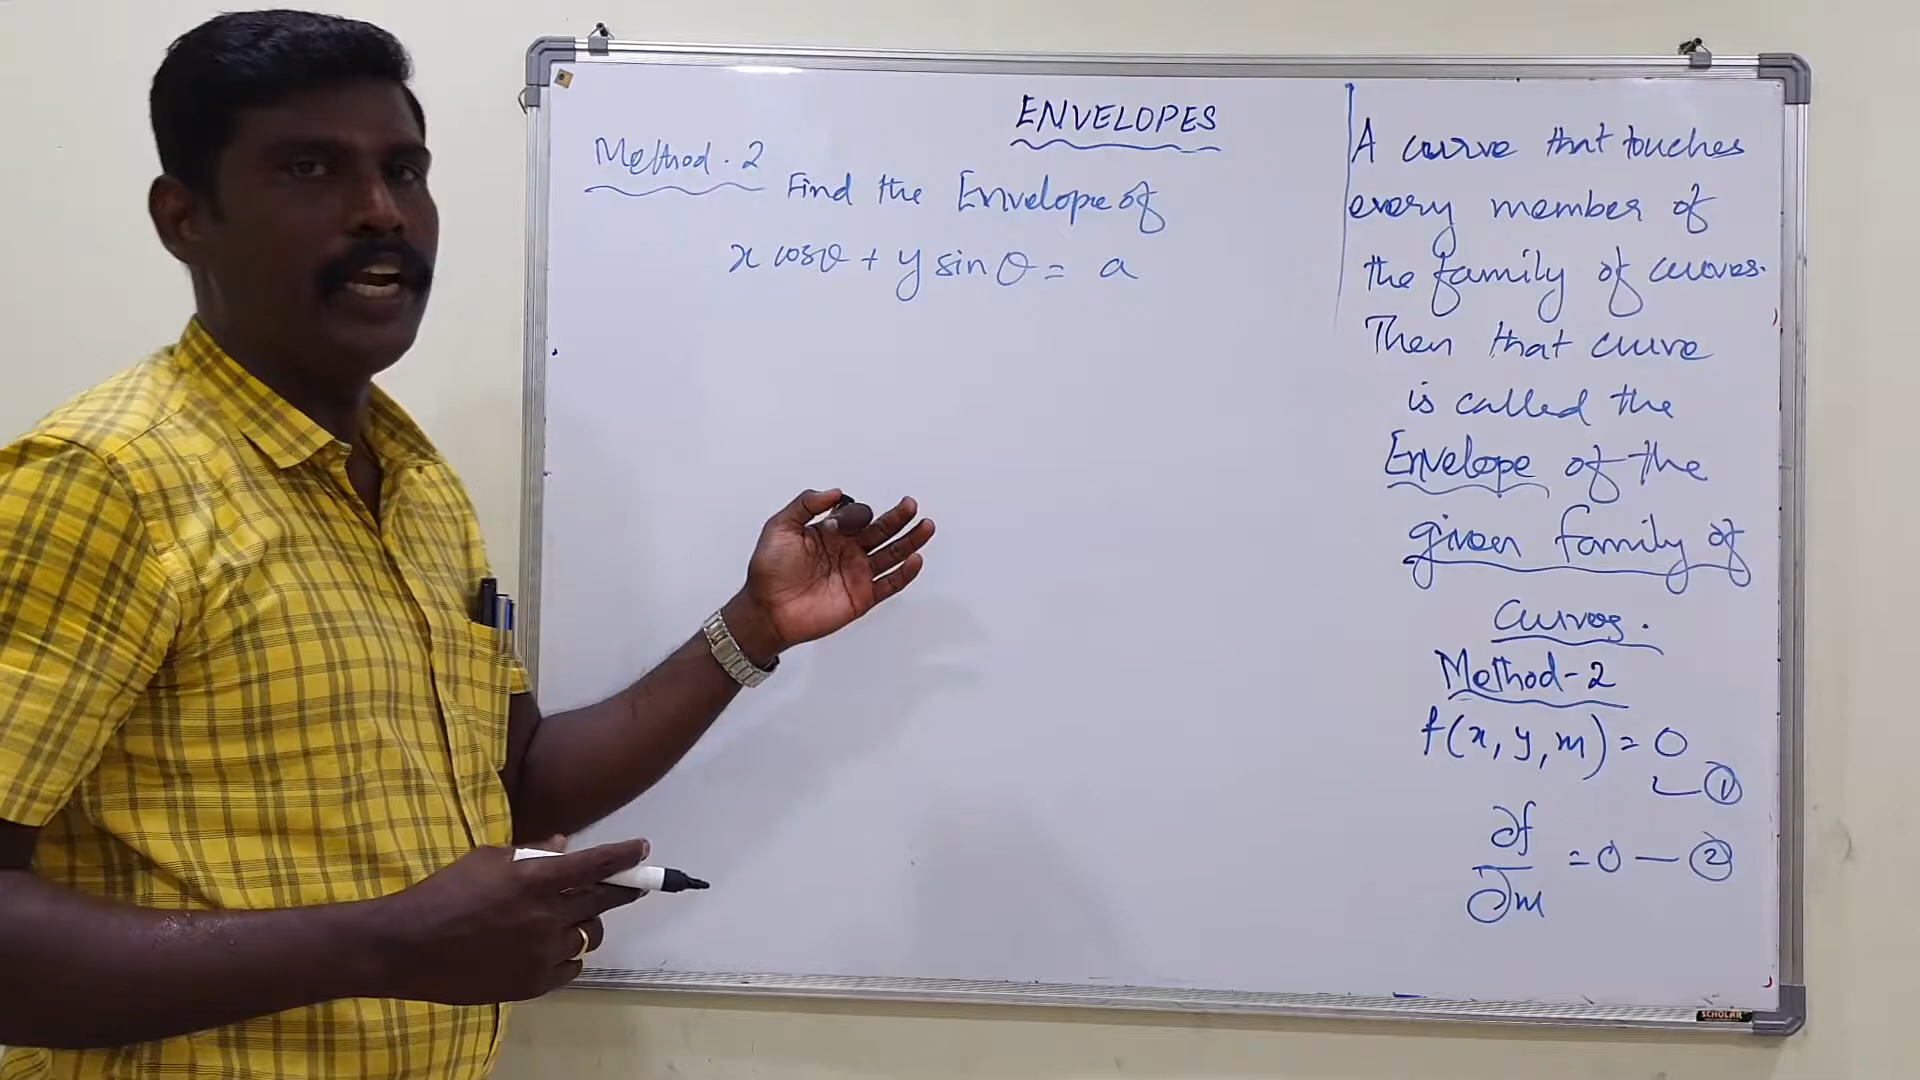 ENVELOPES
Method. 2
Find the Envelope of
x cosθ + y sin θ = a
A curve that touches
every member of
the family of curves.
Then that curve
is called the
Envelope of the
given family of
Curves.
Method-2
f(x, y, m) = 0
①
∂f
= 0 — ②
∂m
SCHOLAR